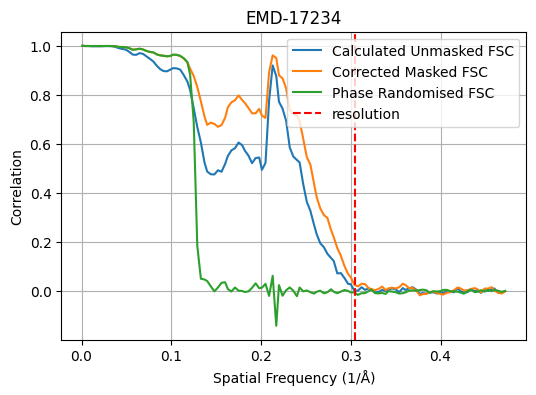 EMD-17234
Calculated Unmasked FSC
Corrected Masked FSC
Phase Randomised FSC
resolution
Correlation
1.0
0.8
0.6
0.4
0.2
0.0
0.0 0.1 0.2 0.3 0.4
Spatial Frequency (1/Å)